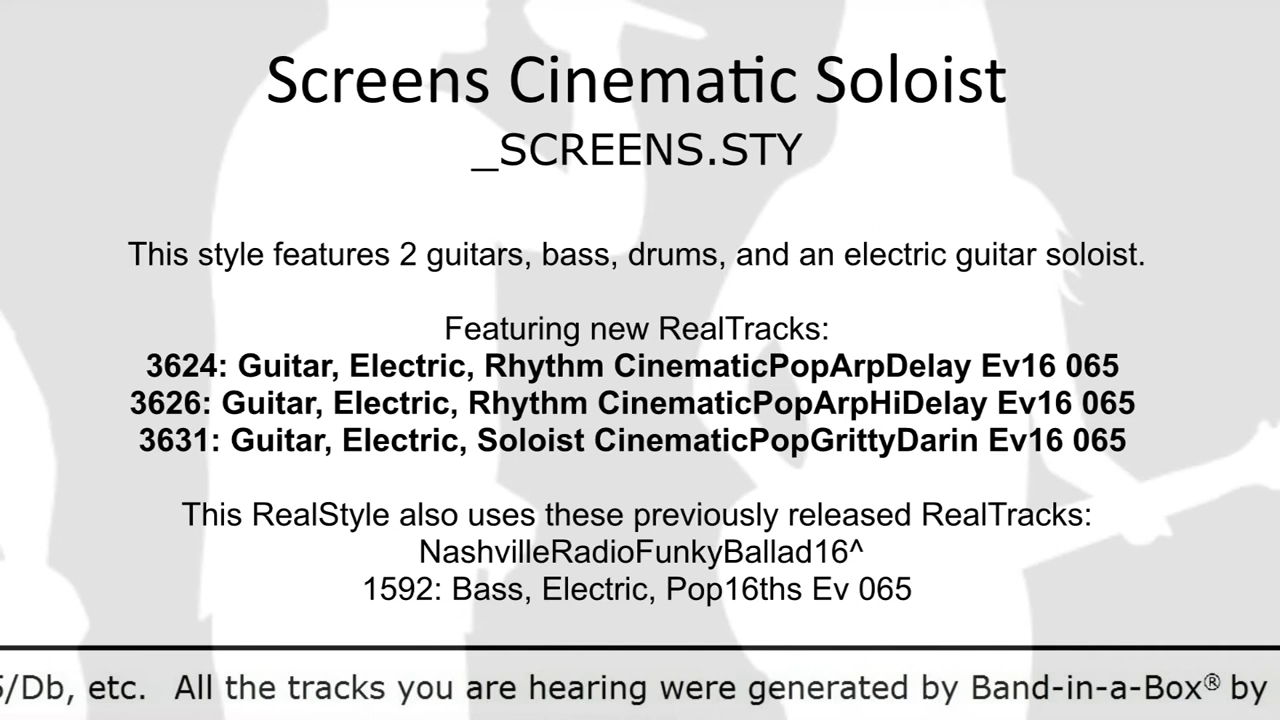 Screens Cinematic Soloist
_SCREENS.STY
This style features 2 guitars, bass, drums, and an electric guitar soloist.
Featuring new RealTracks:
3624: Guitar, Electric, Rhythm CinematicPopArpDelay Ev16 065
3626: Guitar, Electric, Rhythm CinematicPopArpHiDelay Ev16 065
3631: Guitar, Electric, Soloist CinematicPopGrittyDarin Ev16 065
This RealStyle also uses these previously released RealTracks:
NashvilleRadioFunkyBallad16^
1592: Bass, Electric, Pop16ths Ev 065
/Db, etc. All the tracks you are hearing were generated by Band-in-a-Box® by